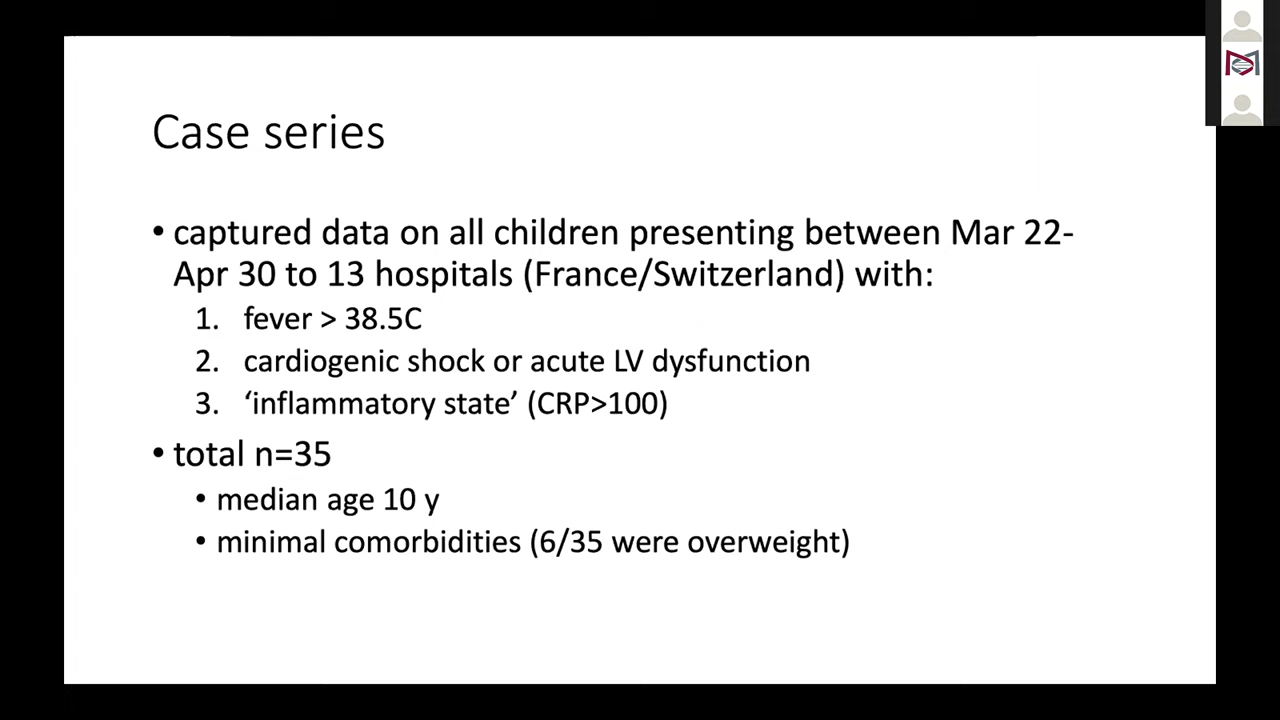 Case series
• captured data on all children presenting between Mar 22-
Apr 30 to 13 hospitals (France/Switzerland) with:
1. fever > 38.5C
2. cardiogenic shock or acute LV dysfunction
3. ‘inflammatory state’ (CRP>100)
• total n=35
• median age 10 y
• minimal comorbidities (6/35 were overweight)